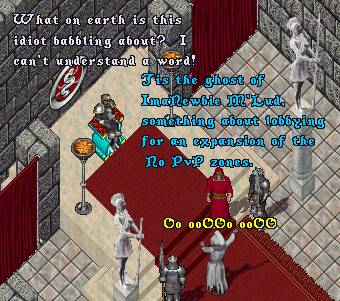 What on earth is this
idiot babbling about?  I
can't understand a word!
Tis the ghost of
ImaNewbie M'Lud,
something about lobbying
for an expansion of the
No PvP zones.
Oo ooOOo ooOO